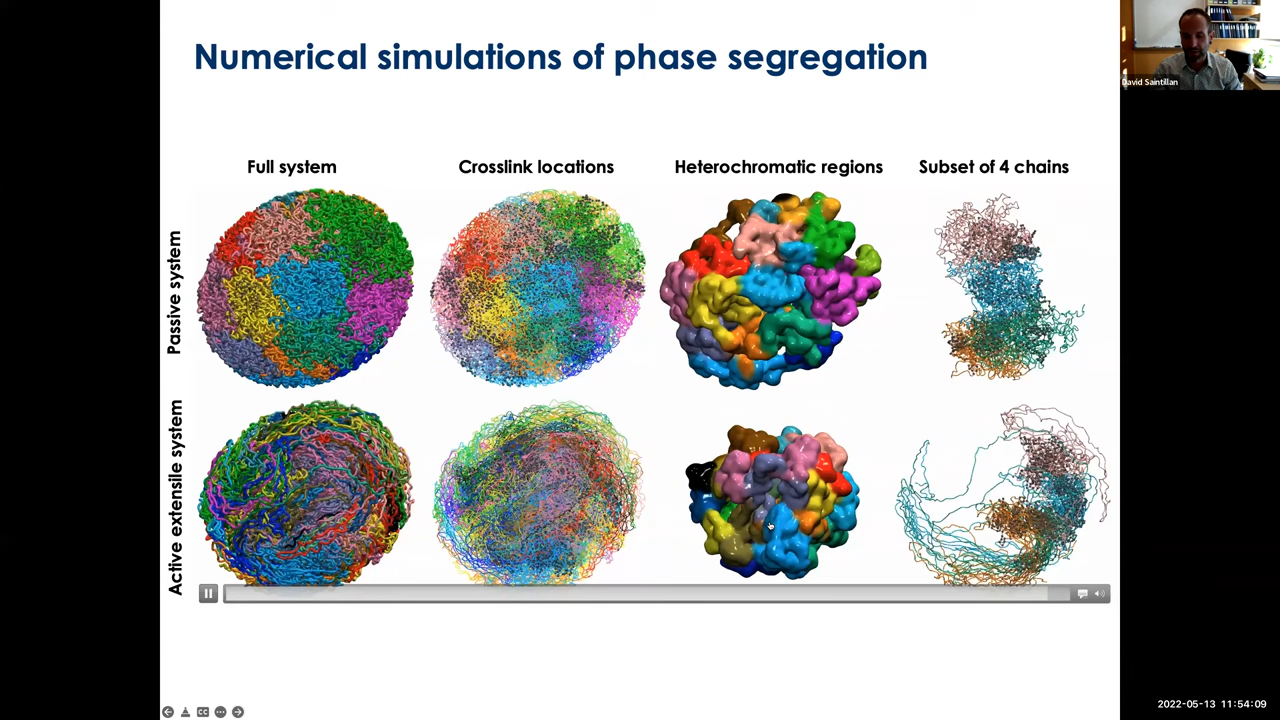 Numerical simulations of phase segregation
David Saintillan
Full system
Crosslink locations
Heterochromatic regions
Subset of 4 chains
Passive system
Active extensile system
CC
2022-05-13 11:54:09